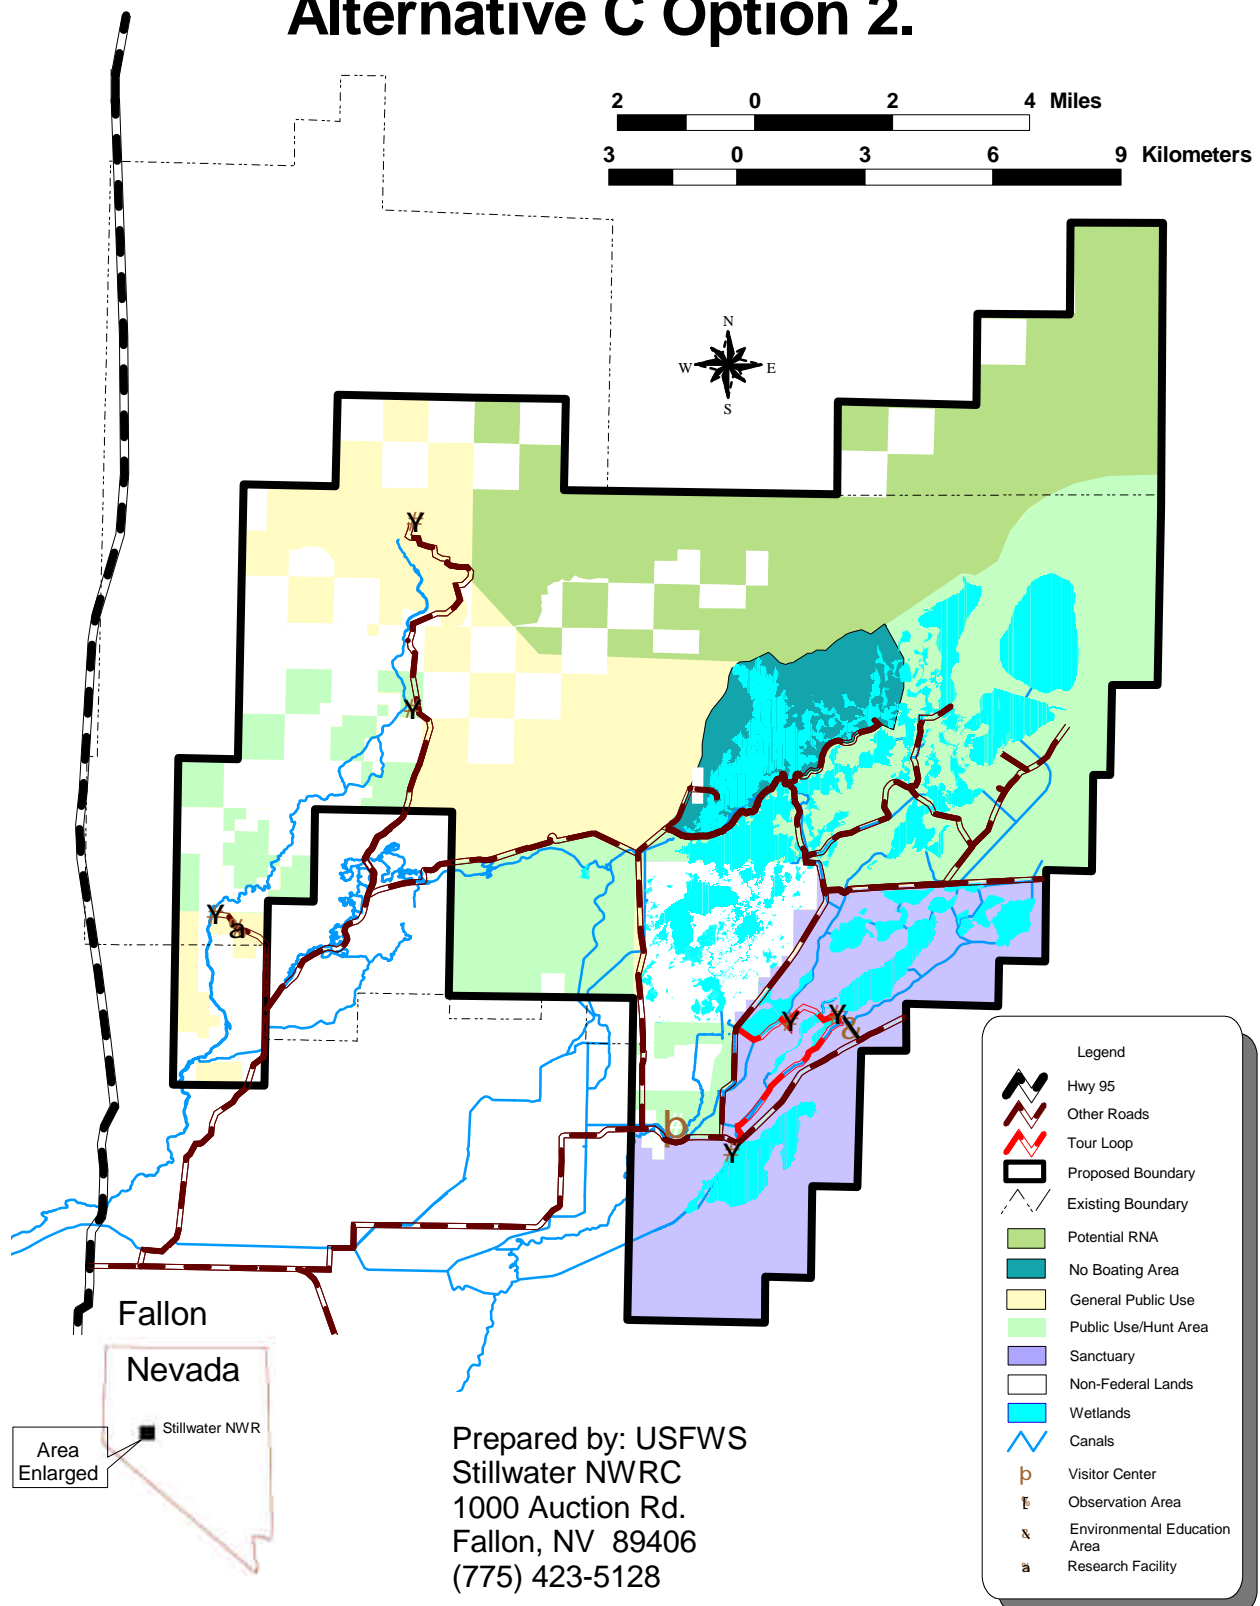 Alternative C Option 2.
2 0 2 4 Miles
3 0 3 6 9 Kilometers
N
W E
S
Y
Y
Y
a
Y Y
&
þ
Y
Legend
Hwy 95
Other Roads
Tour Loop
Proposed Boundary
Existing Boundary
Potential RNA
No Boating Area
General Public Use
Public Use/Hunt Area
Sanctuary
Non-Federal Lands
Wetlands
Canals
þ Visitor Center
Observation Area
Environmental Education
Area
a Research Facility
Fallon
Nevada
Stillwater NWR
Area
Enlarged
Prepared by: USFWS
Stillwater NWRC
1000 Auction Rd.
Fallon, NV 89406
(775) 423-5128